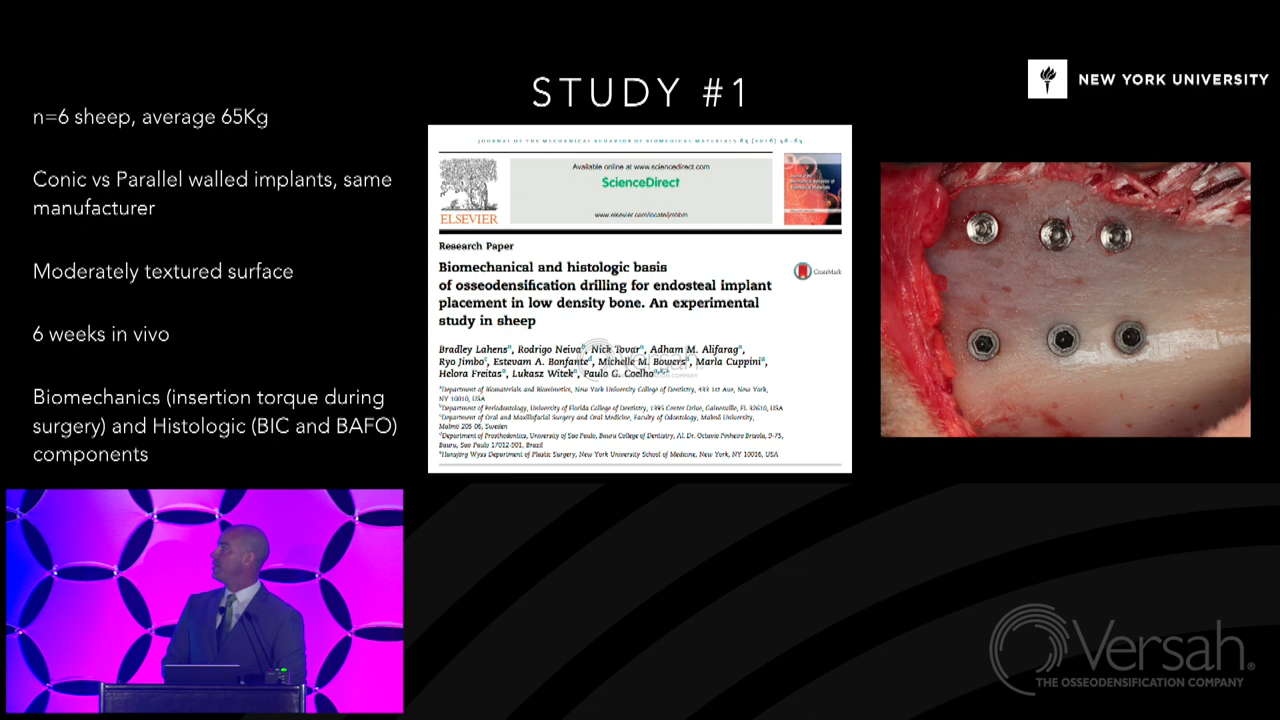 STUDY #1
NEW YORK UNIVERSITY
n=6 sheep, average 65Kg
Conic vs Parallel walled implants, same
manufacturer
Moderately textured surface
6 weeks in vivo
Biomechanics (insertion torque during
surgery) and Histologic (BIC and BAFO)
components
JOURNAL OF THE MECHANICAL BEHAVIOR OF BIOMEDICAL MATERIALS 63 (2016) 56–65
Available online at www.sciencedirect.com
ScienceDirect
www.elsevier.com/locate/jmbbm
ELSEVIER
Research Paper
Biomechanical and histologic basis
of osseodensification drilling for endosteal implant
placement in low density bone. An experimental
study in sheep
CrossMark
Bradley Lahens, Rodrigo Neiva, Nick Tovar, Adham M. Alifarag,
Ryo Jimbo, Estevam A. Bonfante, Michelle M. Bowers, Marla Cuppini,
Helora Freitas, Lukasz Witek, Paulo G. Coelho
Department of Biomaterials and Biomimetics, New York University College of Dentistry, 433 1st Ave, New York,
NY 10010, USA
Department of Periodontology, University of Florida College of Dentistry, 1395 Center Drive, Gainesville, FL 32610, USA
Department of Oral and Maxillofacial Surgery and Oral Medicine, Faculty of Odontology, Malmö University,
Malmö 205 06, Sweden
Department of Prosthodontics, University of Sao Paulo, Bauru College of Dentistry, Al. Dr. Octavio Pinheiro Brisola, 9-75,
Bauru, Sao Paulo 17012-901, Brazil
Hansjörg Wyss Department of Plastic Surgery, New York University School of Medicine, New York, NY 10016, USA
Versah®
THE OSSEODENSIFICATION COMPANY